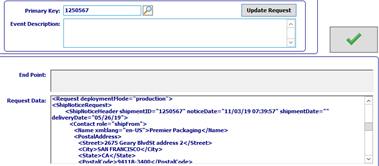 Primary Key: 1250567 Update Request
Event Description:
End Point:
Request Data: <Request deploymentMode="production">
<ShipNoticeRequest>
<ShipNoticeHeader shipmentID="1250567" noticeDate="11/03/19 07:39:57" shipmentDate=""
deliveryDate="05/26/19">
<Contact role="shipFrom">
<Name xmlang="en-US">Premier Packaging</Name>
<PostalAddress>
<Street>2675 Geary BlvdSt address 2</Street>
<City>SAN FRANCISCO</City>
<State>CA</State>
<PostalCode>94118-3400</PostalCode>